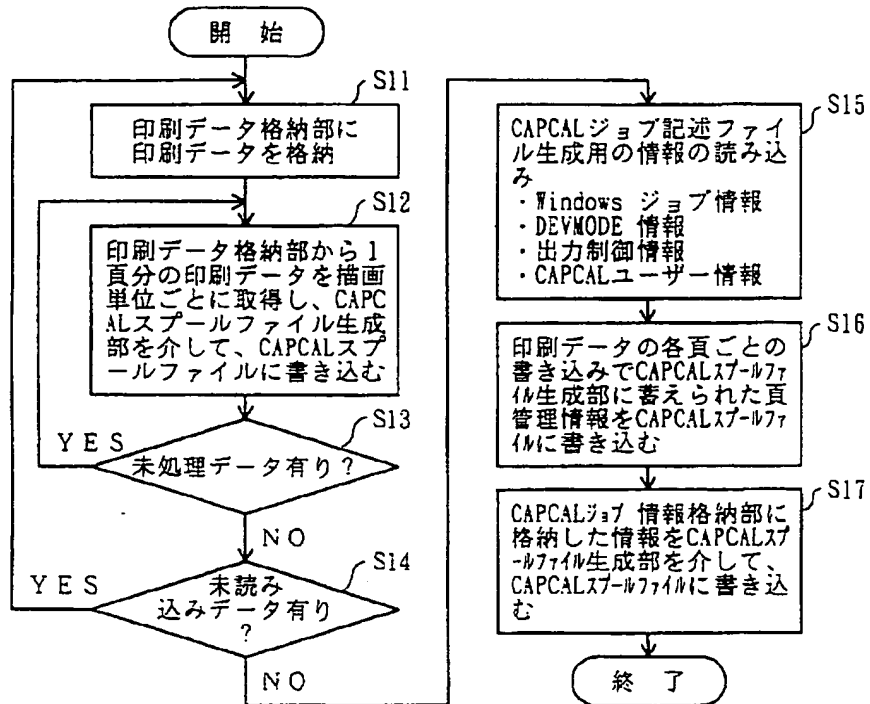 開 始
S11
印刷データ格納部に
印刷データを格納
S12
印刷データ格納部から1
頁分の印刷データを描画
単位ごとに取得し、CAPC
ALスプールファイル生成
部を介して、CAPCALスプ
ールファイルに書き込む
S13
YES
未処理データ有り?
NO
S14
YES
未読み
込みデータ有り
?
NO
S15
CAPCALジョブ記述ファイ
ル生成用の情報の読み込
み
・Windows ジョブ情報
・DEVMODE 情報
・出力制御情報
・CAPCALユーザー情報
S16
印刷データの各頁ごとの
書き込みでCAPCALスプールファ
イル生成部に蓄えられた頁
管理情報をCAPCALスプールファ
イルに書き込む
S17
CAPCALジョブ 情報格納部に
格納した情報をCAPCALスプ
ールファイル生成部を介して、
CAPCALスプールファイルに書き込
む
終 了